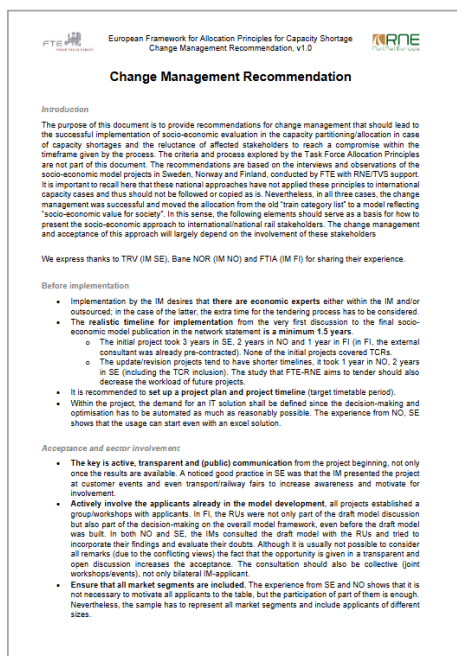 FTE
European Framework for Allocation Principles for Capacity Shortage
Change Management Recommendation, v1.0
RNE
Change Management Recommendation
Introduction
The purpose of this document is to provide recommendations for change management that should lead to
the successful implementation of socio-economic evaluation in the capacity partitioning/allocation in case
of capacity shortages and the reluctance of affected stakeholders to reach a compromise within the
timeframe given by the process. The criteria and process explored by the Task Force Allocation Principles
are not part of this document. The recommendations are based on the interviews and observations of the
socio-economic model projects in Sweden, Norway and Finland, conducted by FTE with RNE/TVS support.
It is important to recall here that these national approaches have not applied these principles to international
capacity cases and thus should not be followed or copied as is. Nevertheless, in all three cases, the change
management was successful and moved the allocation from the old "train category list" to a model reflecting
"socio-economic value for society". In this sense, the following elements should serve as a basis for how to
present the socio-economic approach to international/national rail stakeholders. The change management
and acceptance of this approach will largely depend on the involvement of these stakeholders
We express thanks to TRV (IM SE), Bane NOR (IM NO) and FTIA (IM FI) for sharing their experience.
Before implementation
• Implementation by the IM desires that there are economic experts either within the IM and/or
outsourced; in the case of the latter, the extra time for the tendering process has to be considered.
• The realistic timeline for implementation from the very first discussion to the final socio-
economic model publication in the network statement is a minimum 1.5 years.
o The initial project took 3 years in SE, 2 years in NO and 1 year in FI (in FI, the external
consultant was already pre-contracted). None of the initial projects covered TCRs.
o The update/revision projects tend to have shorter timelines, it took 1 year in NO, 2 years
in SE (including the TCR inclusion). The study that FTE-RNE aims to tender should also
decrease the workload of future projects.
• It is recommended to set up a project plan and project timeline (target timetable period).
• Within the project, the demand for an IT solution shall be defined since the decision-making and
optimisation has to be automated as much as reasonably possible. The experience from NO, SE
shows that the usage can start even with an excel solution.
Acceptance and sector involvement
• The key is active, transparent and (public) communication from the project beginning, not only
once the results are available. A noticed good practice in SE was that the IM presented the project
at customer events and even transport/railway fairs to increase awareness and motivate for
involvement.
• Actively involve the applicants already in the model development, all projects established a
group/workshops with applicants. In FI, the RUs were not only part of the draft model discussion
but also part of the decision-making on the overall model framework, even before the draft model
was built. In both NO and SE, the IMs consulted the draft model with the RUs and tried to
incorporate their findings and evaluate their doubts. Although it is usually not possible to consider
all remarks (due to the conflicting views) the fact that the opportunity is given in a transparent and
open discussion increases the acceptance. The consultation should also be collective (joint
workshops/events), not only bilateral IM-applicant.
• Ensure that all market segments are included. The experience from SE and NO shows that it is
not necessary to motivate all applicants to the table, but the participation of part of them is enough.
Nevertheless, the sample has to represent all market segments and include applicants of different
sizes.